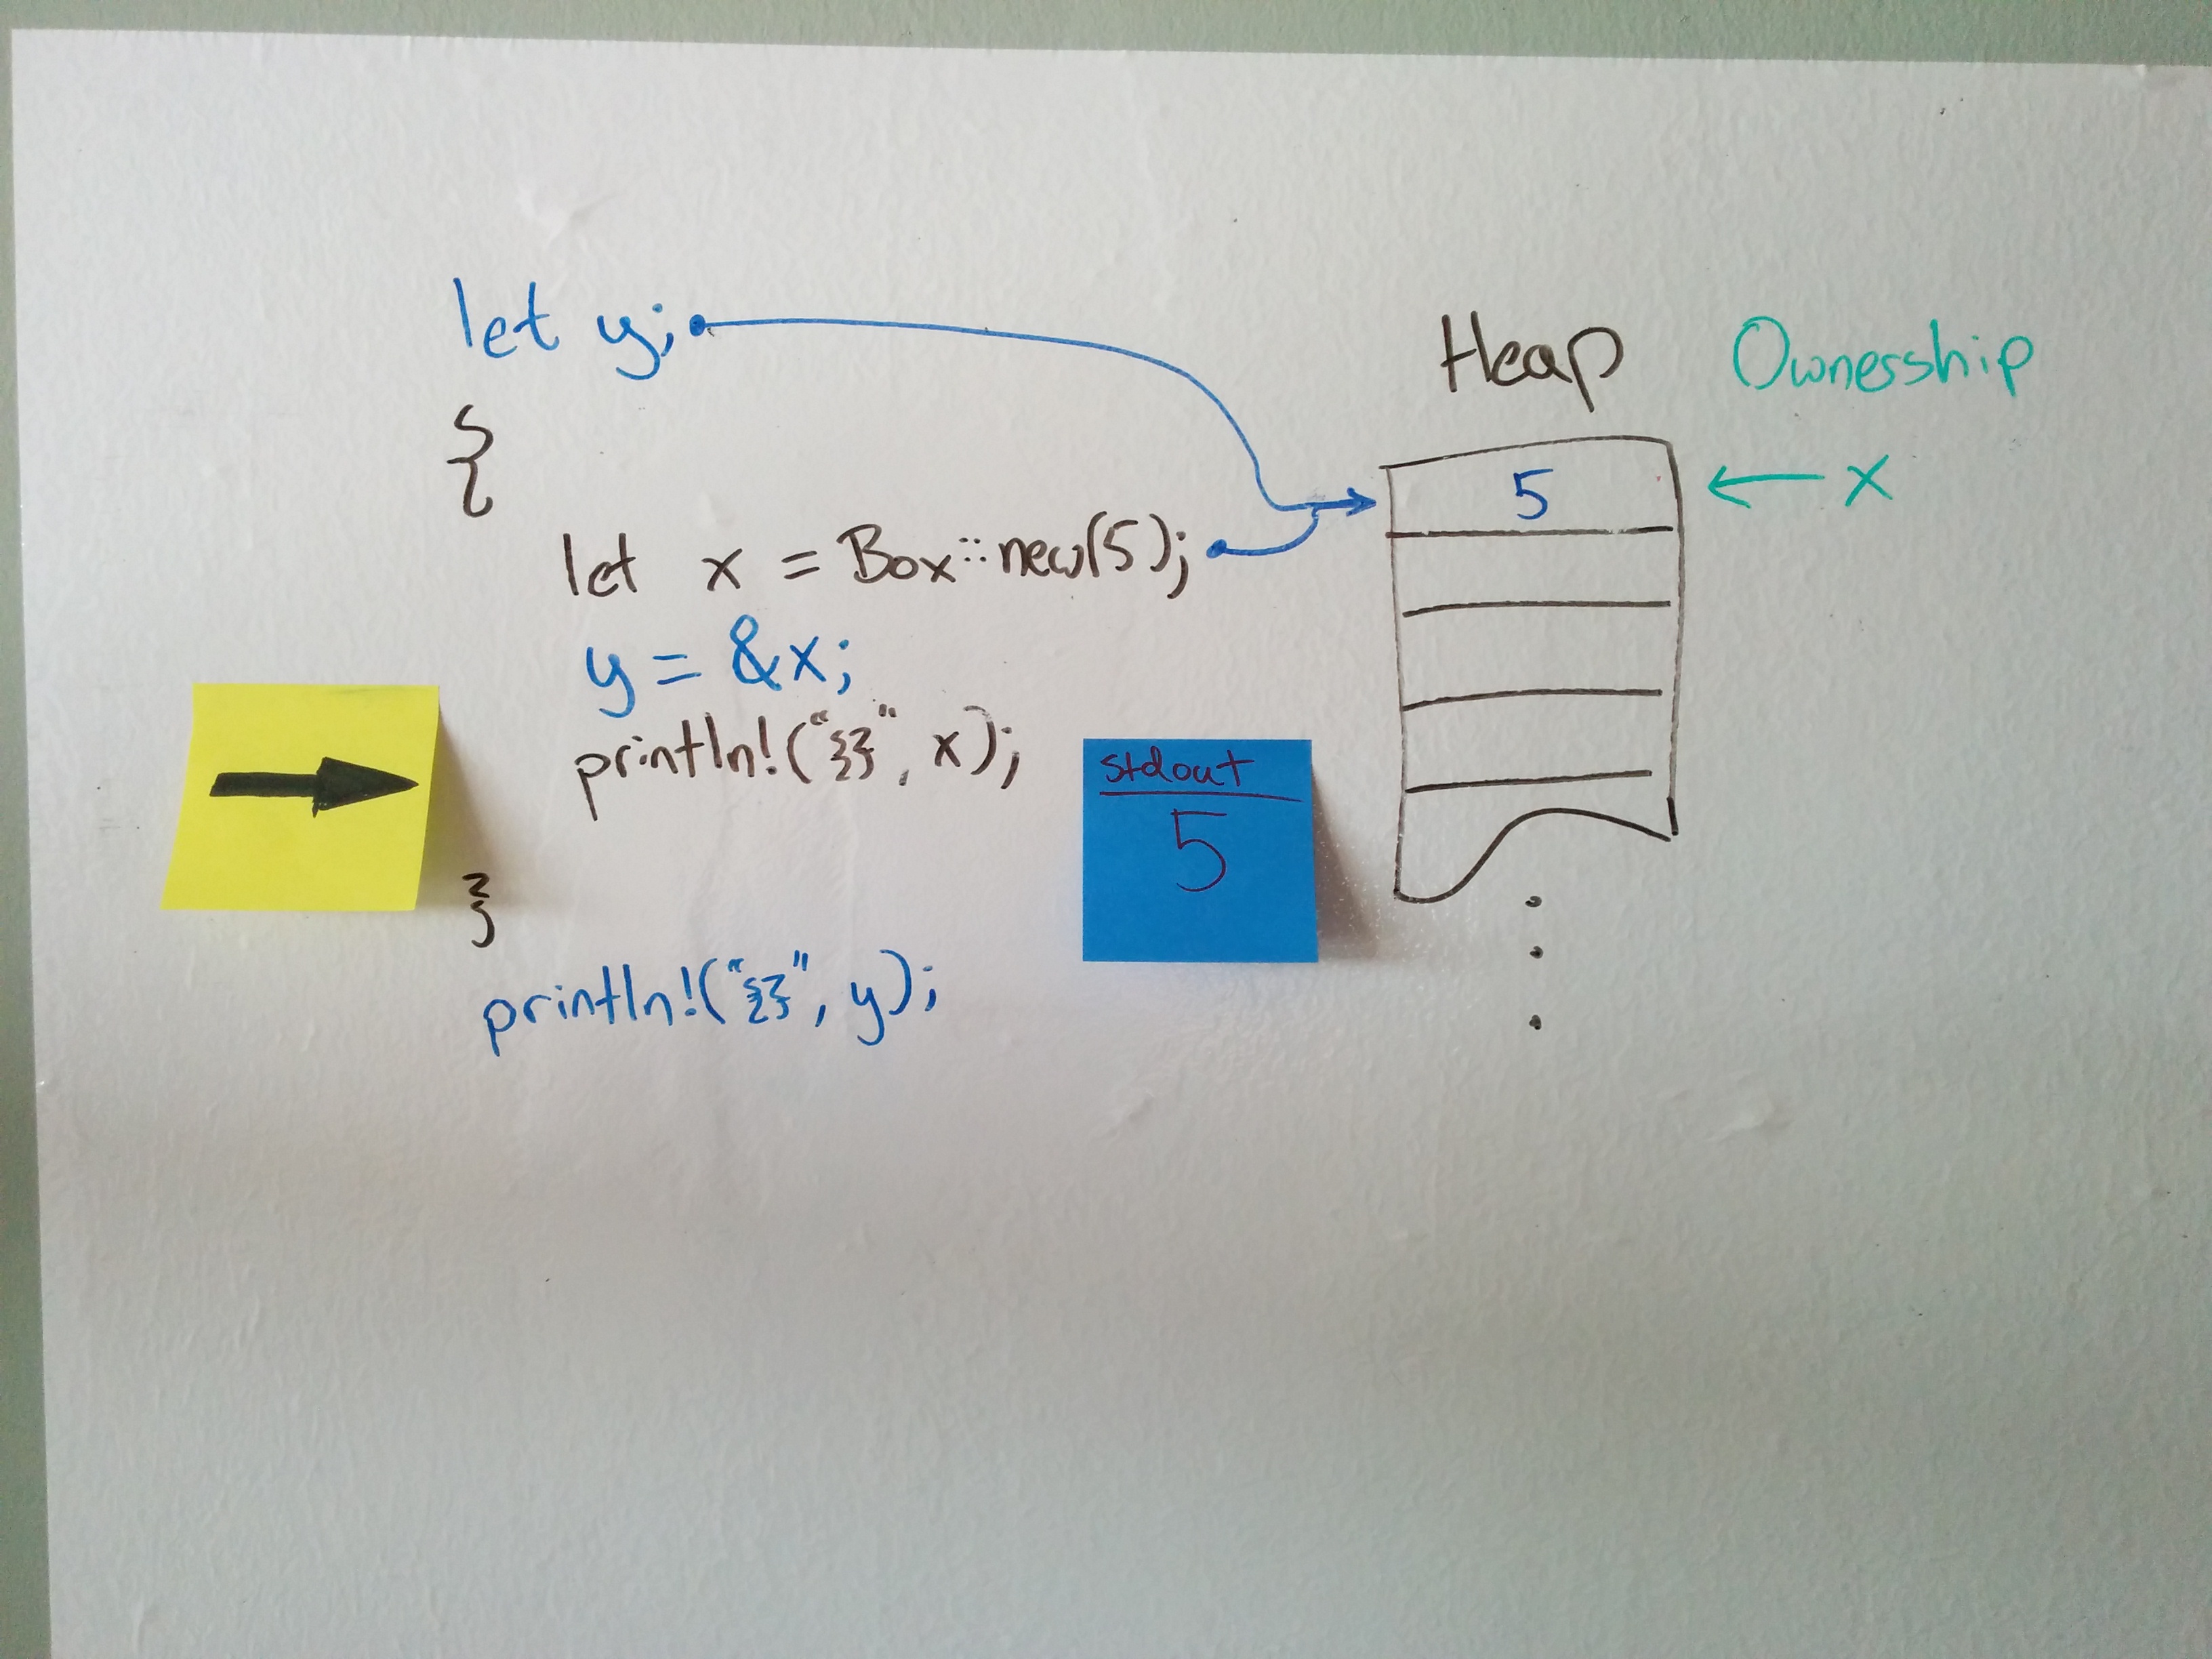 let y;
{
let x = Box::new(5);
y = &x;
println!("{}", x);
}
println!("{}", y);
stdout
5
Heap
5
Ownership
x